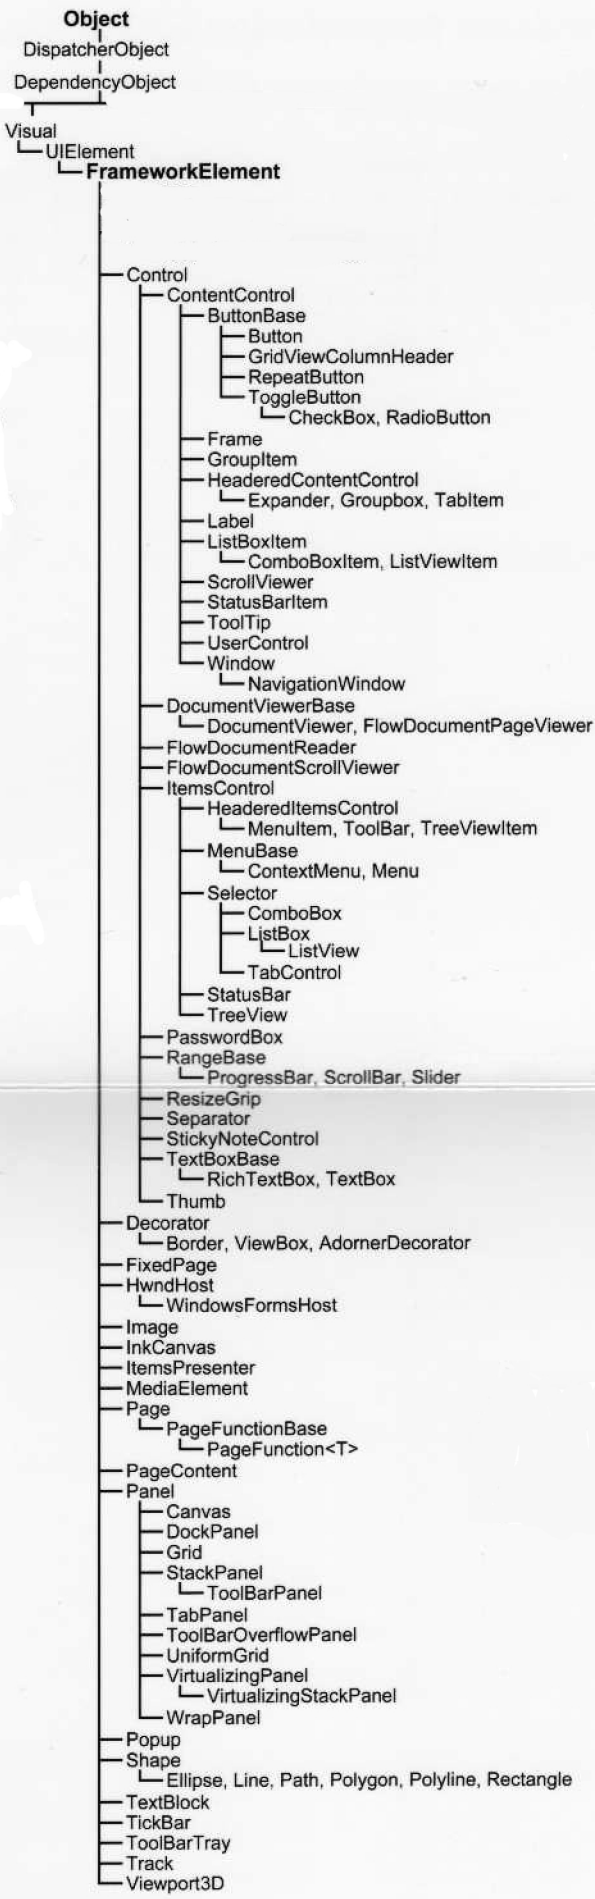 Object
DispatcherObject
DependencyObject
Visual
UIElement
FrameworkElement
Control
ContentControl
ButtonBase
Button
GridViewColumnHeader
RepeatButton
ToggleButton
CheckBox, RadioButton
Frame
GroupItem
HeaderedContentControl
Expander, Groupbox, TabItem
Label
ListBoxItem
ComboBoxItem, ListViewItem
ScrollViewer
StatusBarItem
ToolTip
UserControl
Window
NavigationWindow
DocumentViewerBase
DocumentViewer, FlowDocumentPageViewer
FlowDocumentReader
FlowDocumentScrollViewer
ItemsControl
HeaderedItemsControl
MenuItem, ToolBar, TreeViewItem
MenuBase
ContextMenu, Menu
Selector
ComboBox
ListBox
ListView
TabControl
StatusBar
TreeView
PasswordBox
RangeBase
ProgressBar, ScrollBar, Slider
ResizeGrip
Separator
StickyNoteControl
TextBoxBase
RichTextBox, TextBox
Thumb
Decorator
Border, ViewBox, AdornerDecorator
FixedPage
HwndHost
WindowsFormsHost
Image
InkCanvas
ItemsPresenter
MediaElement
Page
PageFunctionBase
PageFunction<T>
PageContent
Panel
Canvas
DockPanel
Grid
StackPanel
ToolBarPanel
TabPanel
ToolBarOverflowPanel
UniformGrid
VirtualizingPanel
VirtualizingStackPanel
WrapPanel
Popup
Shape
Ellipse, Line, Path, Polygon, Polyline, Rectangle
TextBlock
TickBar
ToolBarTray
Track
Viewport3D